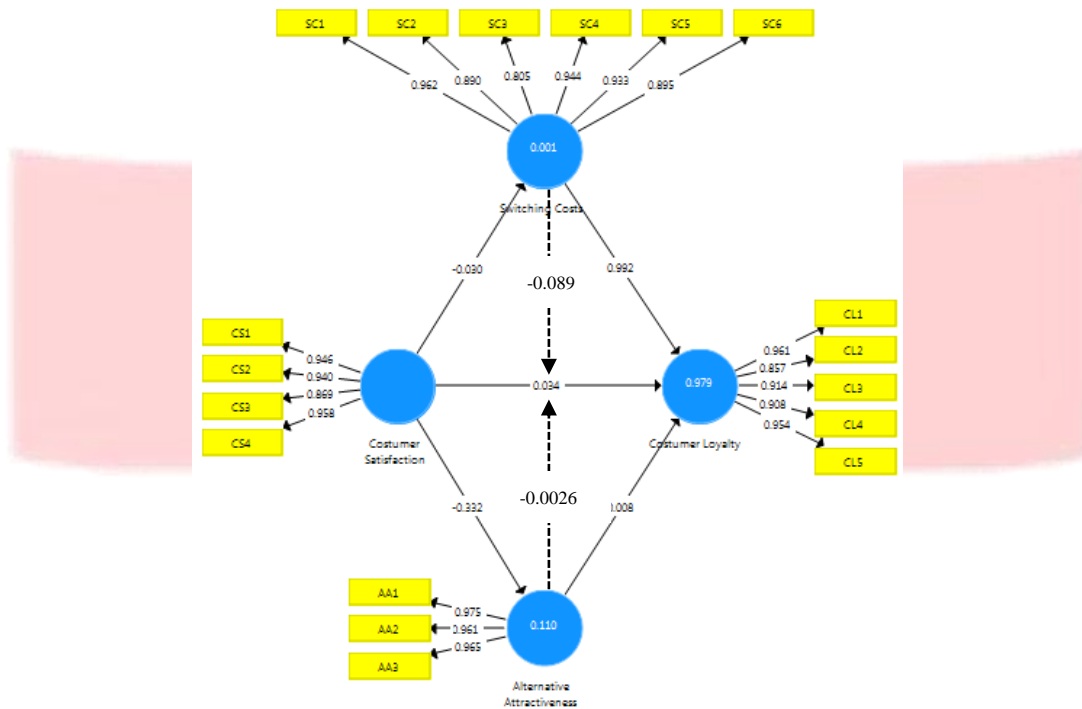 SC1 SC2 SC3 SC4 SC5 SC6
0.962 0.890 0.805 0.944 0.933 0.895
0.001
Switching Costs
-0.030 0.992
-0.089
CS1
CS2
CS3
CS4
0.946
0.940
0.869
0.958
Costumer
Satisfaction
0.034
0.979
Costumer Loyalty
0.961
0.857
0.914
0.908
0.954
CL1
CL2
CL3
CL4
CL5
-0.0026
-0.332
.008
AA1
AA2
AA3
0.975
0.961
0.965
0.110
Alternative
Attractiveness